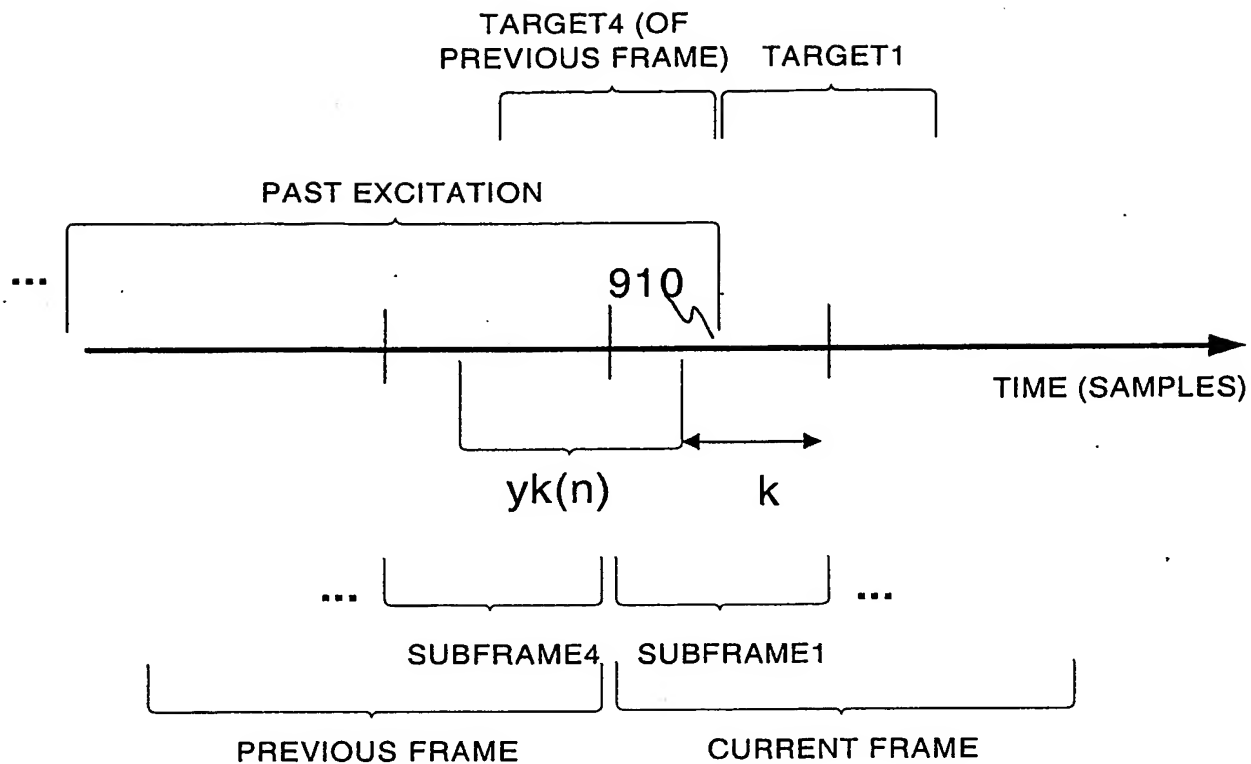 TARGET4 (OF
PREVIOUS FRAME)
TARGET1
PAST EXCITATION
...
910
TIME (SAMPLES)
yk(n)
k
...
...
SUBFRAME4
SUBFRAME1
PREVIOUS FRAME
CURRENT FRAME